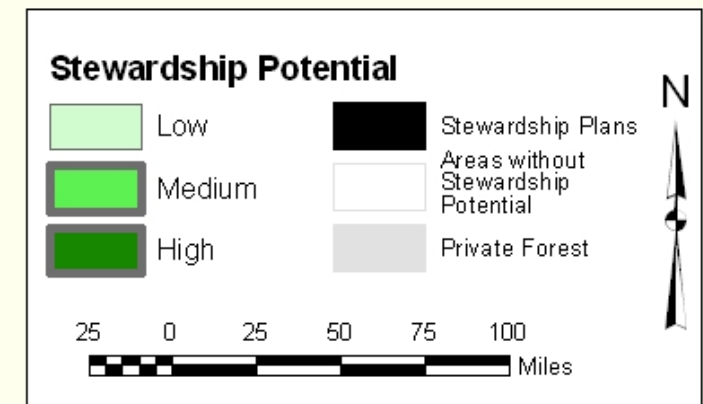 Stewardship Potential
N
Low
Medium
High
Stewardship Plans
Areas without
Stewardship
Potential
Private Forest
25 0 25 50 75 100
Miles